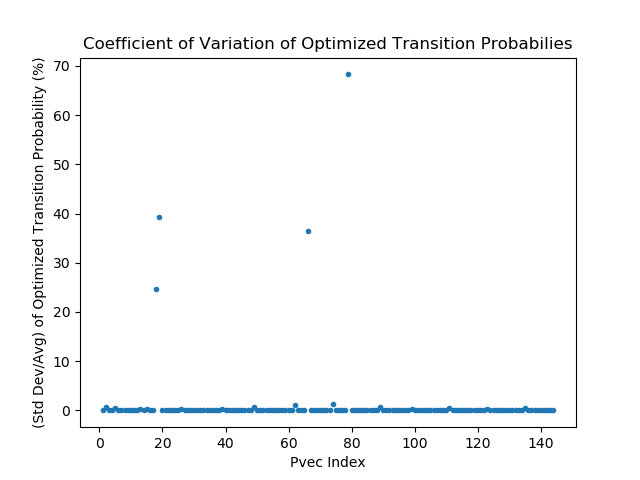 Coefficient of Variation of Optimized Transition Probabilies
(Std Dev/Avg) of Optimized Transition Probability (%)
70
60
50
40
30
20
10
0
0 20 40 60 80 100 120 140
Pvec Index